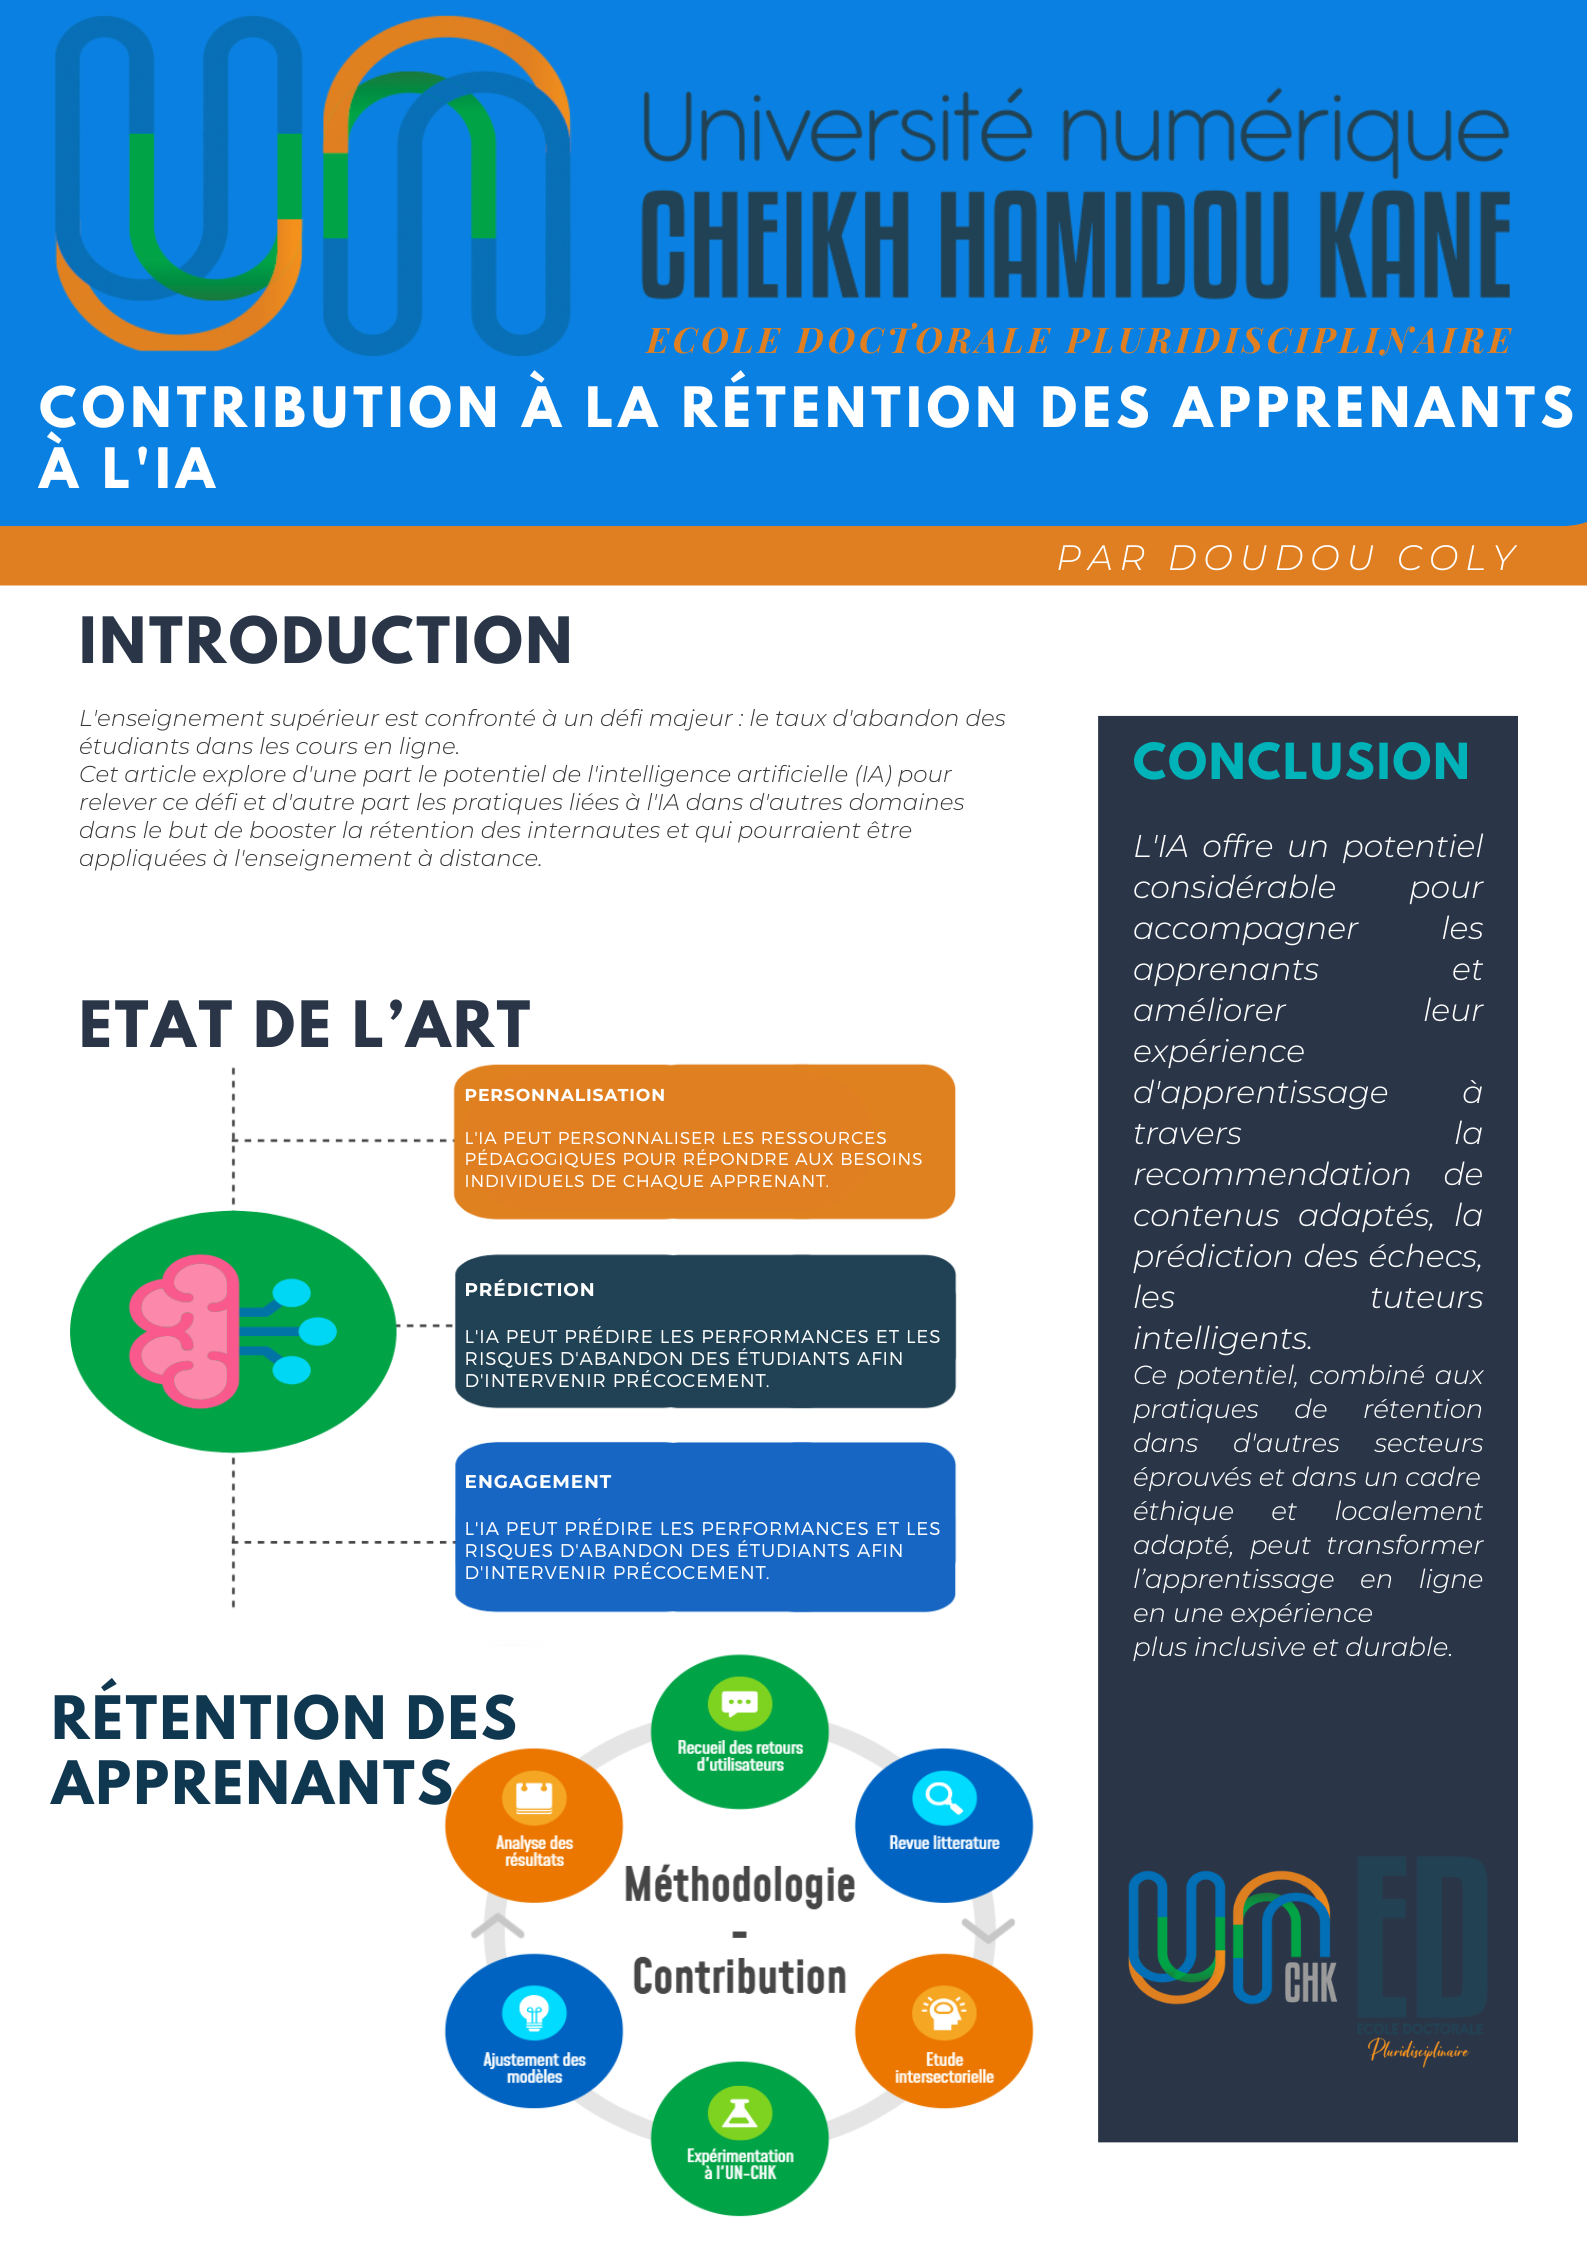 Université numérique
CHEIKH HAMIDOU KANE
ECOLE DOCTORALE PLURIDISCIPLINAIRE
CONTRIBUTION À LA RÉTENTION DES APPRENANTS
À L'IA
PAR DOUDOU COLY
INTRODUCTION
L'enseignement supérieur est confronté à un défi majeur : le taux d'abandon des
étudiants dans les cours en ligne.
Cet article explore d'une part le potentiel de l'intelligence artificielle (IA) pour
relever ce défi et d'autre part les pratiques liées à l'IA dans d'autres domaines
dans le but de booster la rétention des internautes et qui pourraient être
appliquées à l'enseignement à distance.
ETAT DE L’ART
PERSONNALISATION
L'IA PEUT PERSONNALISER LES RESSOURCES
PÉDAGOGIQUES POUR RÉPONDRE AUX BESOINS
INDIVIDUELS DE CHAQUE APPRENANT.
PRÉDICTION
L'IA PEUT PRÉDIRE LES PERFORMANCES ET LES
RISQUES D'ABANDON DES ÉTUDIANTS AFIN
D'INTERVENIR PRÉCOCEMENT.
ENGAGEMENT
L'IA PEUT PRÉDIRE LES PERFORMANCES ET LES
RISQUES D'ABANDON DES ÉTUDIANTS AFIN
D'INTERVENIR PRÉCOCEMENT.
RÉTENTION DES
APPRENANTS
Recueil des retours
d'utilisateurs
Revue litterature
Etude
intersectorielle
Expérimentation
à l'UN-CHK
Ajustement des
modèles
Analyse des
résultats
Méthodologie
-
Contribution
CONCLUSION
L'IA offre un potentiel
considérable pour
accompagner les
apprenants et
améliorer leur
expérience
d'apprentissage à
travers la
recommendation de
contenus adaptés, la
prédiction des échecs,
les tuteurs
intelligents.
Ce potentiel, combiné aux
pratiques de rétention
dans d'autres secteurs
éprouvés et dans un cadre
éthique et localement
adapté, peut transformer
l’apprentissage en ligne
en une expérience
plus inclusive et durable.
CHK
ED
ECOLE DOCTORALE
Pluridisciplinaire